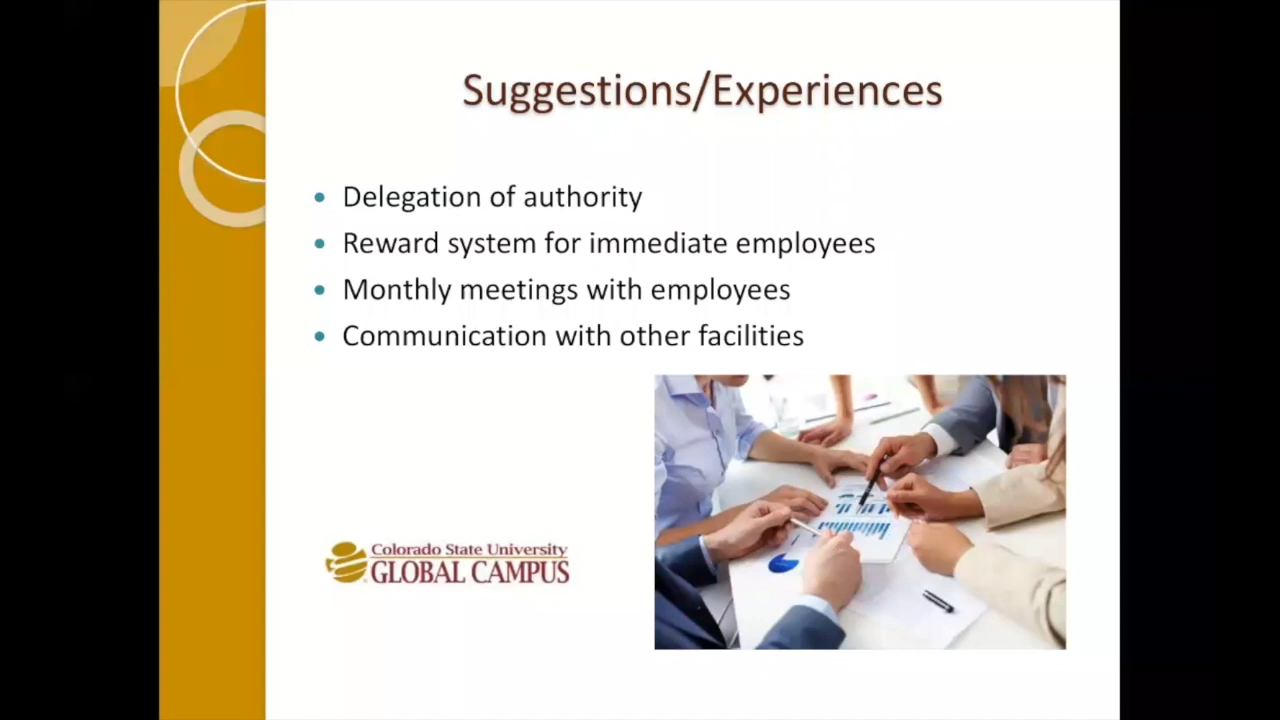 Suggestions/Experiences
Delegation of authority
Reward system for immediate employees
Monthly meetings with employees
Communication with other facilities
Colorado State University
GLOBAL CAMPUS